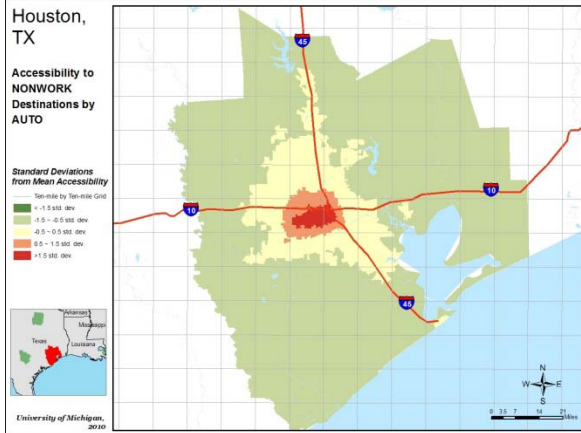 Houston,
TX
Accessibility to
NONWORK
Destinations by
AUTO
Standard Deviations
from Mean Accessibility
Ten-mile by Ten-mile Grid
< -1.5 std. dev.
-1.5 ~ -0.5 std. dev.
-0.5 ~ 0.5 std. dev.
0.5 ~ 1.5 std. dev.
>1.5 std. dev.
Arkansas
Mississippi
Texas
Louisiana
University of Michigan,
2010
45
10
10
45
N
W E
S
0 3.5 7 14 21
Miles